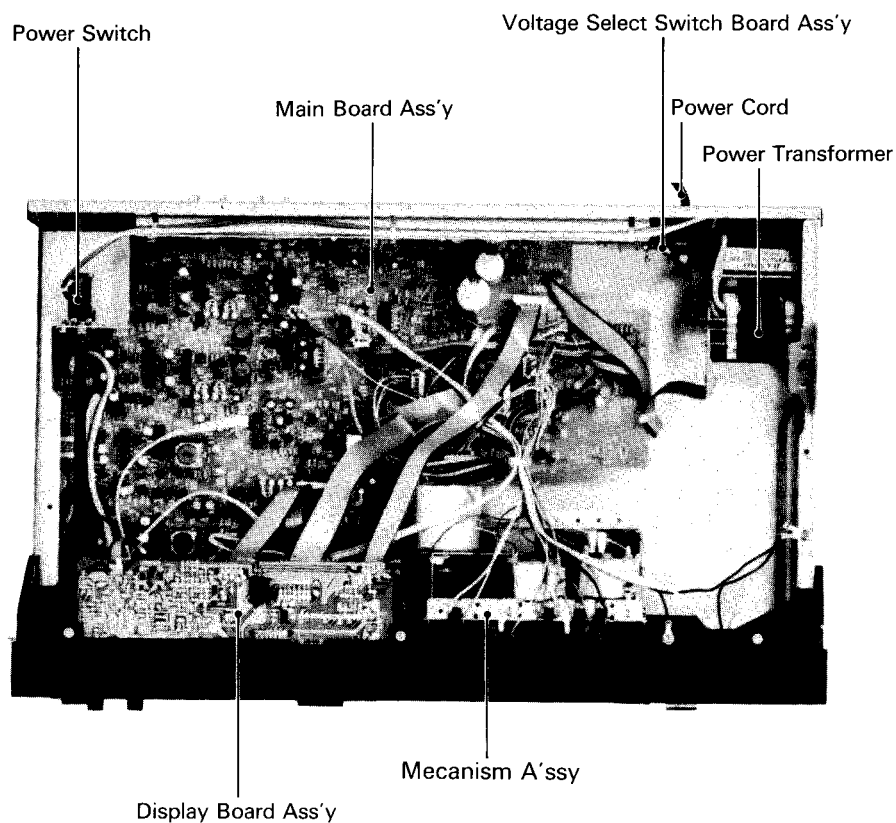 Power Switch
Voltage Select Switch Board Ass'y
Main Board Ass'y
Power Cord
Power Transformer
Mecanism A'ssy
Display Board Ass'y